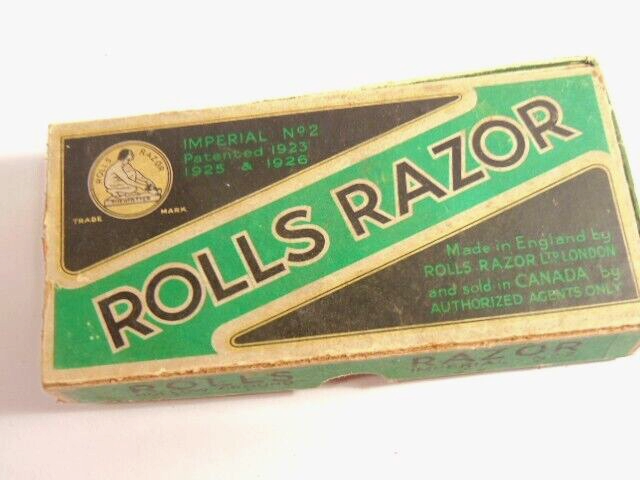 ROLLS RAZOR
TRADE MARK
IMPERIAL Nº2
Patented 1923
1925 & 1926
ROLLS RAZOR
Made in England by
ROLLS RAZOR LTD LONDON
and sold in CANADA by
AUTHORIZED AGENTS ONLY
ROLLS RAZOR
IMPERIAL